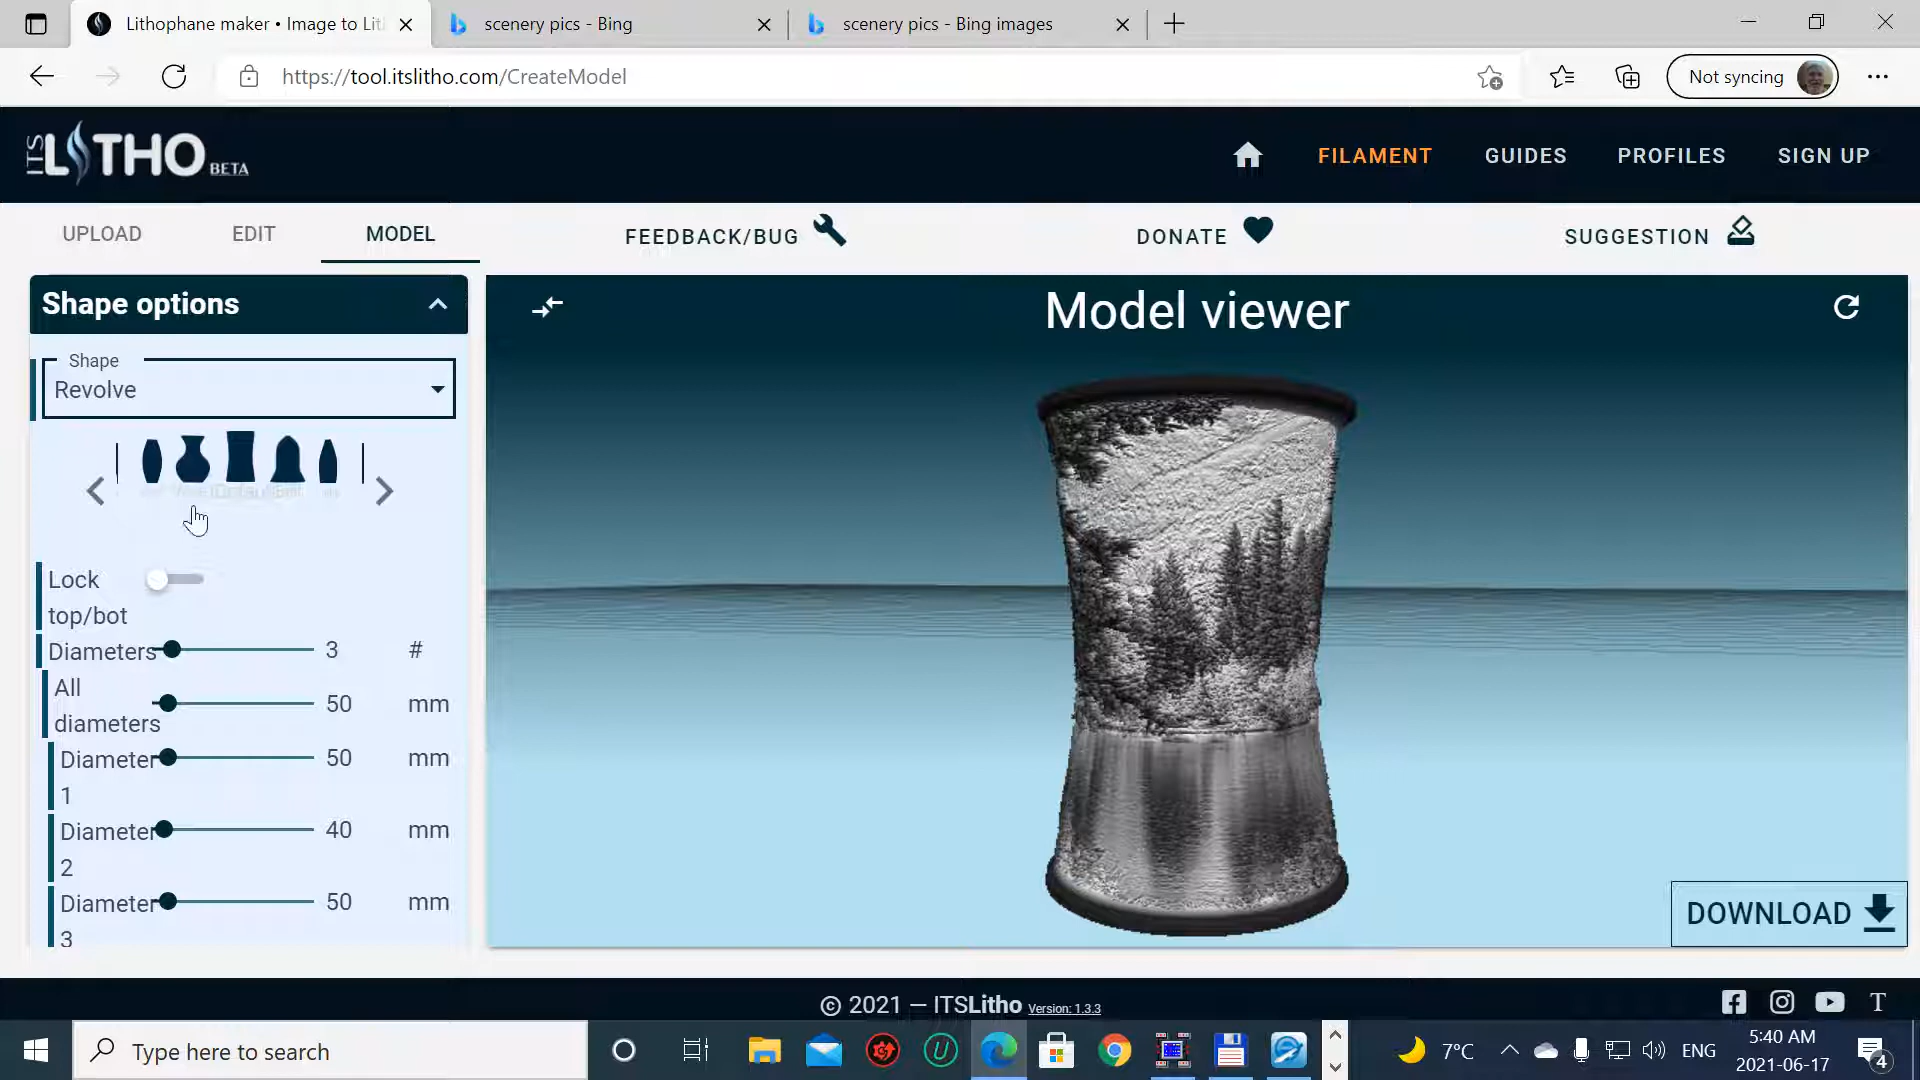 Lithophane maker • Image to Lit
scenery pics - Bing
scenery pics - Bing images
https://tool.itslitho.com/CreateModel
Not syncing
ITS LITHO BETA
FILAMENT
GUIDES
PROFILES
SIGN UP
UPLOAD
EDIT
MODEL
FEEDBACK/BUG
DONATE
SUGGESTION
Shape options
Shape
Revolve
Model viewer
Lock
top/bot
Diameters 3 #
All
diameters 50 mm
Diameter
1 50 mm
Diameter
2 40 mm
Diameter
3 50 mm
DOWNLOAD
© 2021 — ITSLitho Version: 1.3.3
Type here to search
7°C
ENG
5:40 AM
2021-06-17
4